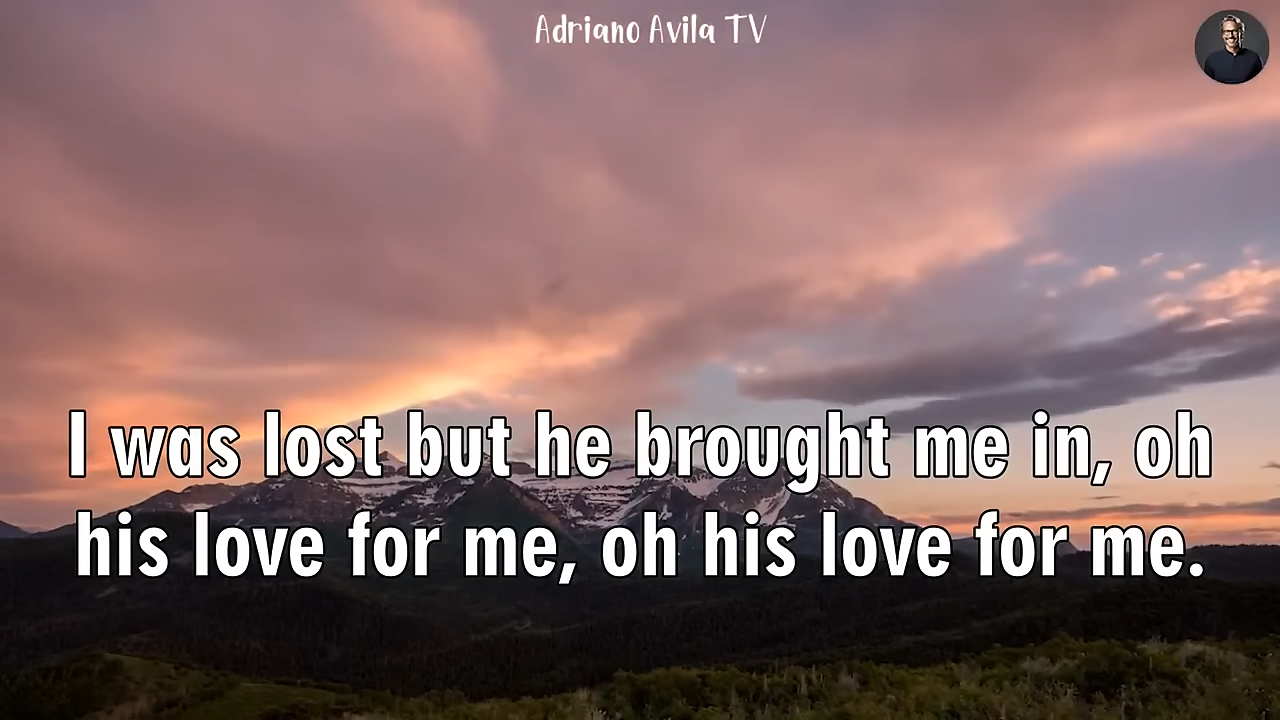 Adriano Avila TV
I was lost but he brought me in, oh
his love for me, oh his love for me.